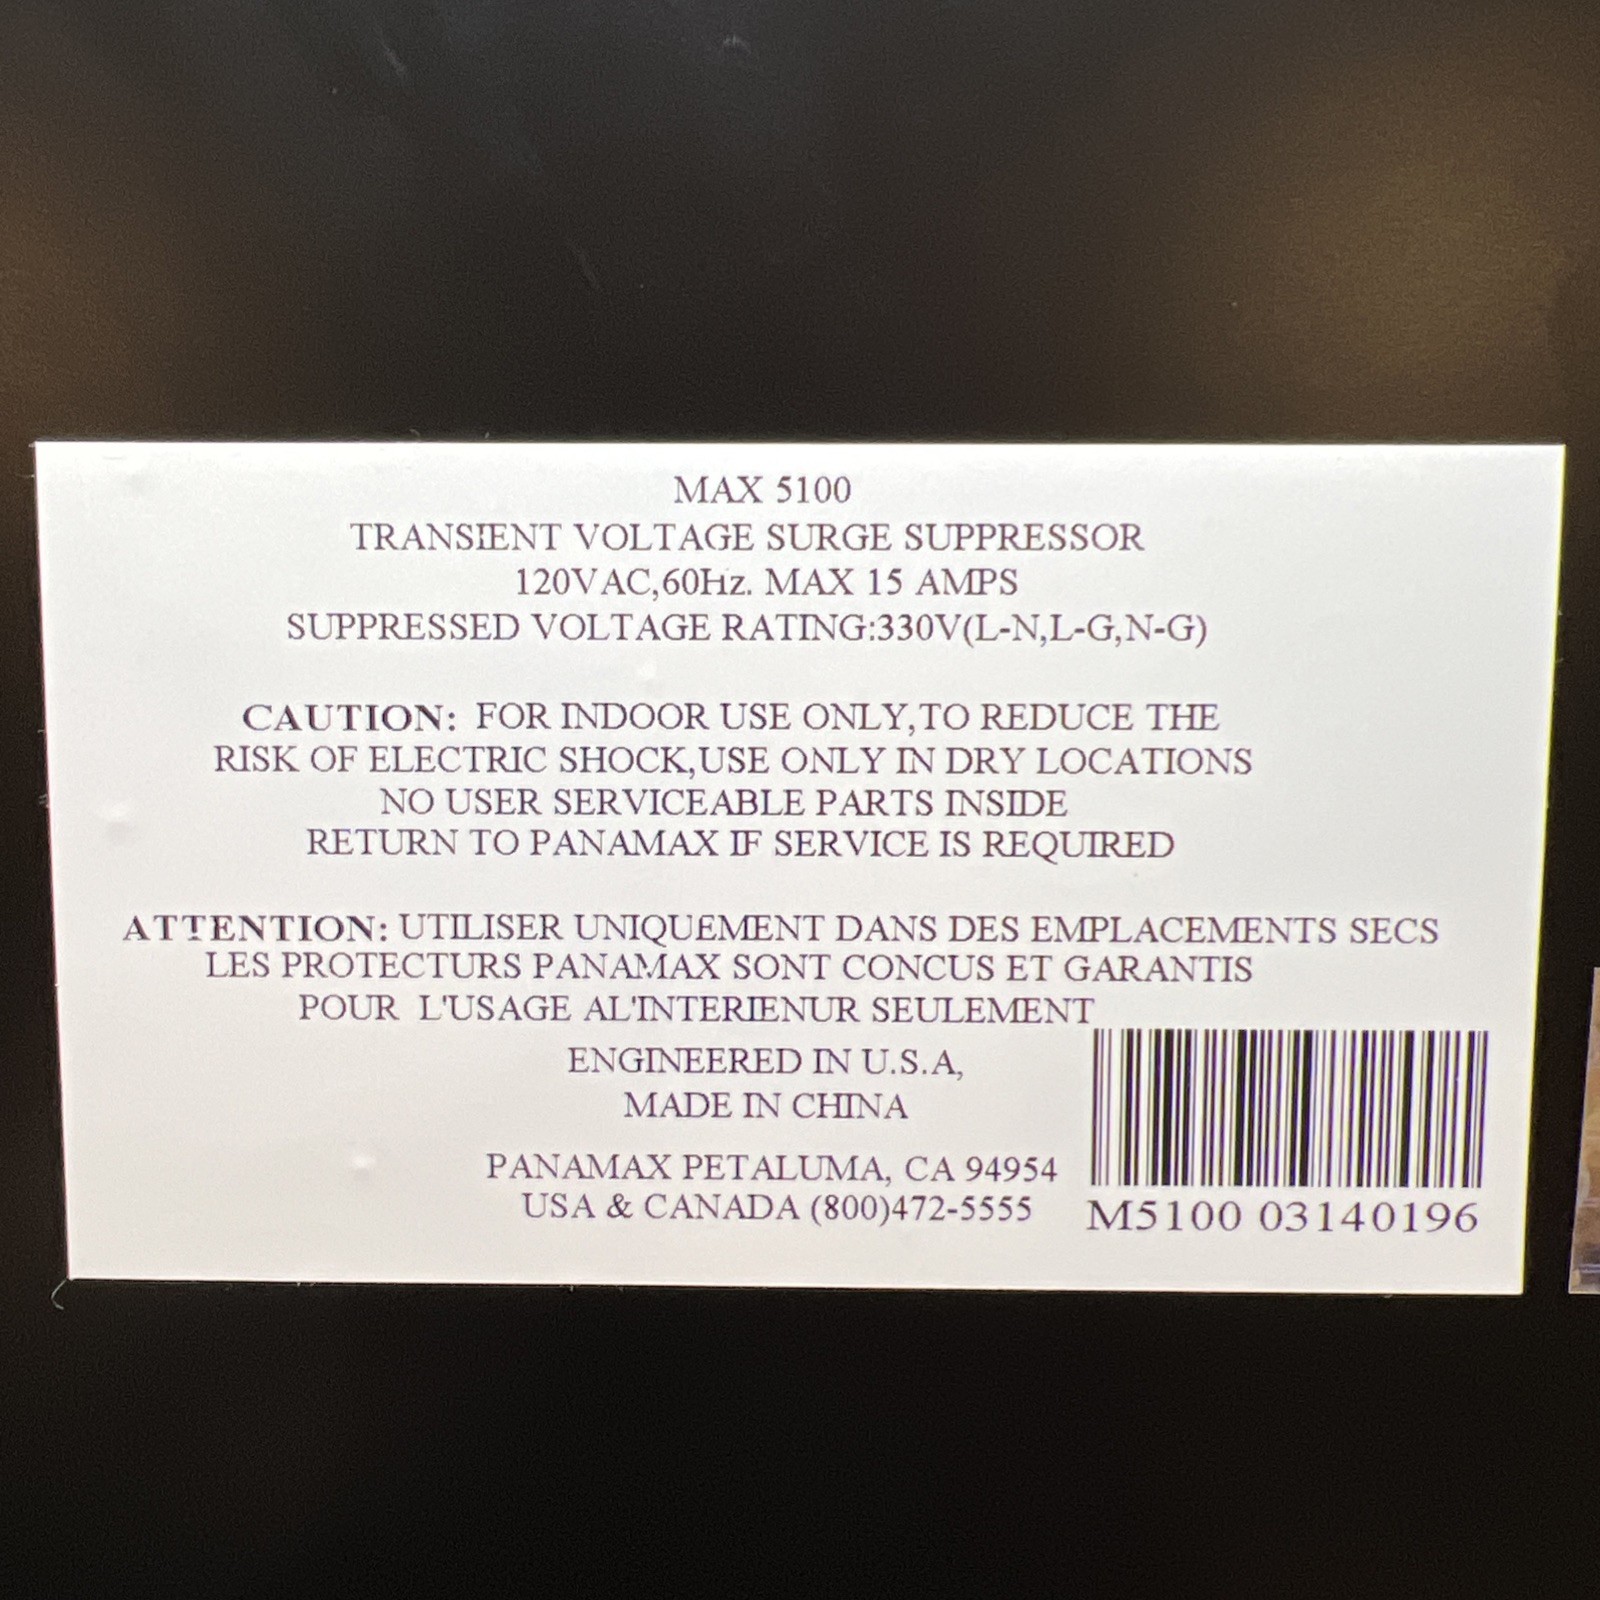 MAX 5100
TRANSIENT VOLTAGE SURGE SUPPRESSOR
120VAC,60Hz. MAX 15 AMPS
SUPPRESSED VOLTAGE RATING:330V(L-N,L-G,N-G)
CAUTION: FOR INDOOR USE ONLY,TO REDUCE THE
RISK OF ELECTRIC SHOCK,USE ONLY IN DRY LOCATIONS
NO USER SERVICEABLE PARTS INSIDE
RETURN TO PANAMAX IF SERVICE IS REQUIRED
ATTENTION: UTILISER UNIQUEMENT DANS DES EMPLACEMENTS SECS
LES PROTECTURS PANAMAX SONT CONCUS ET GARANTIS
POUR L'USAGE AL'INTERIENUR SEULEMENT
ENGINEERED IN U.S.A,
MADE IN CHINA
PANAMAX PETALUMA, CA 94954
USA & CANADA (800)472-5555
M5100 03140196